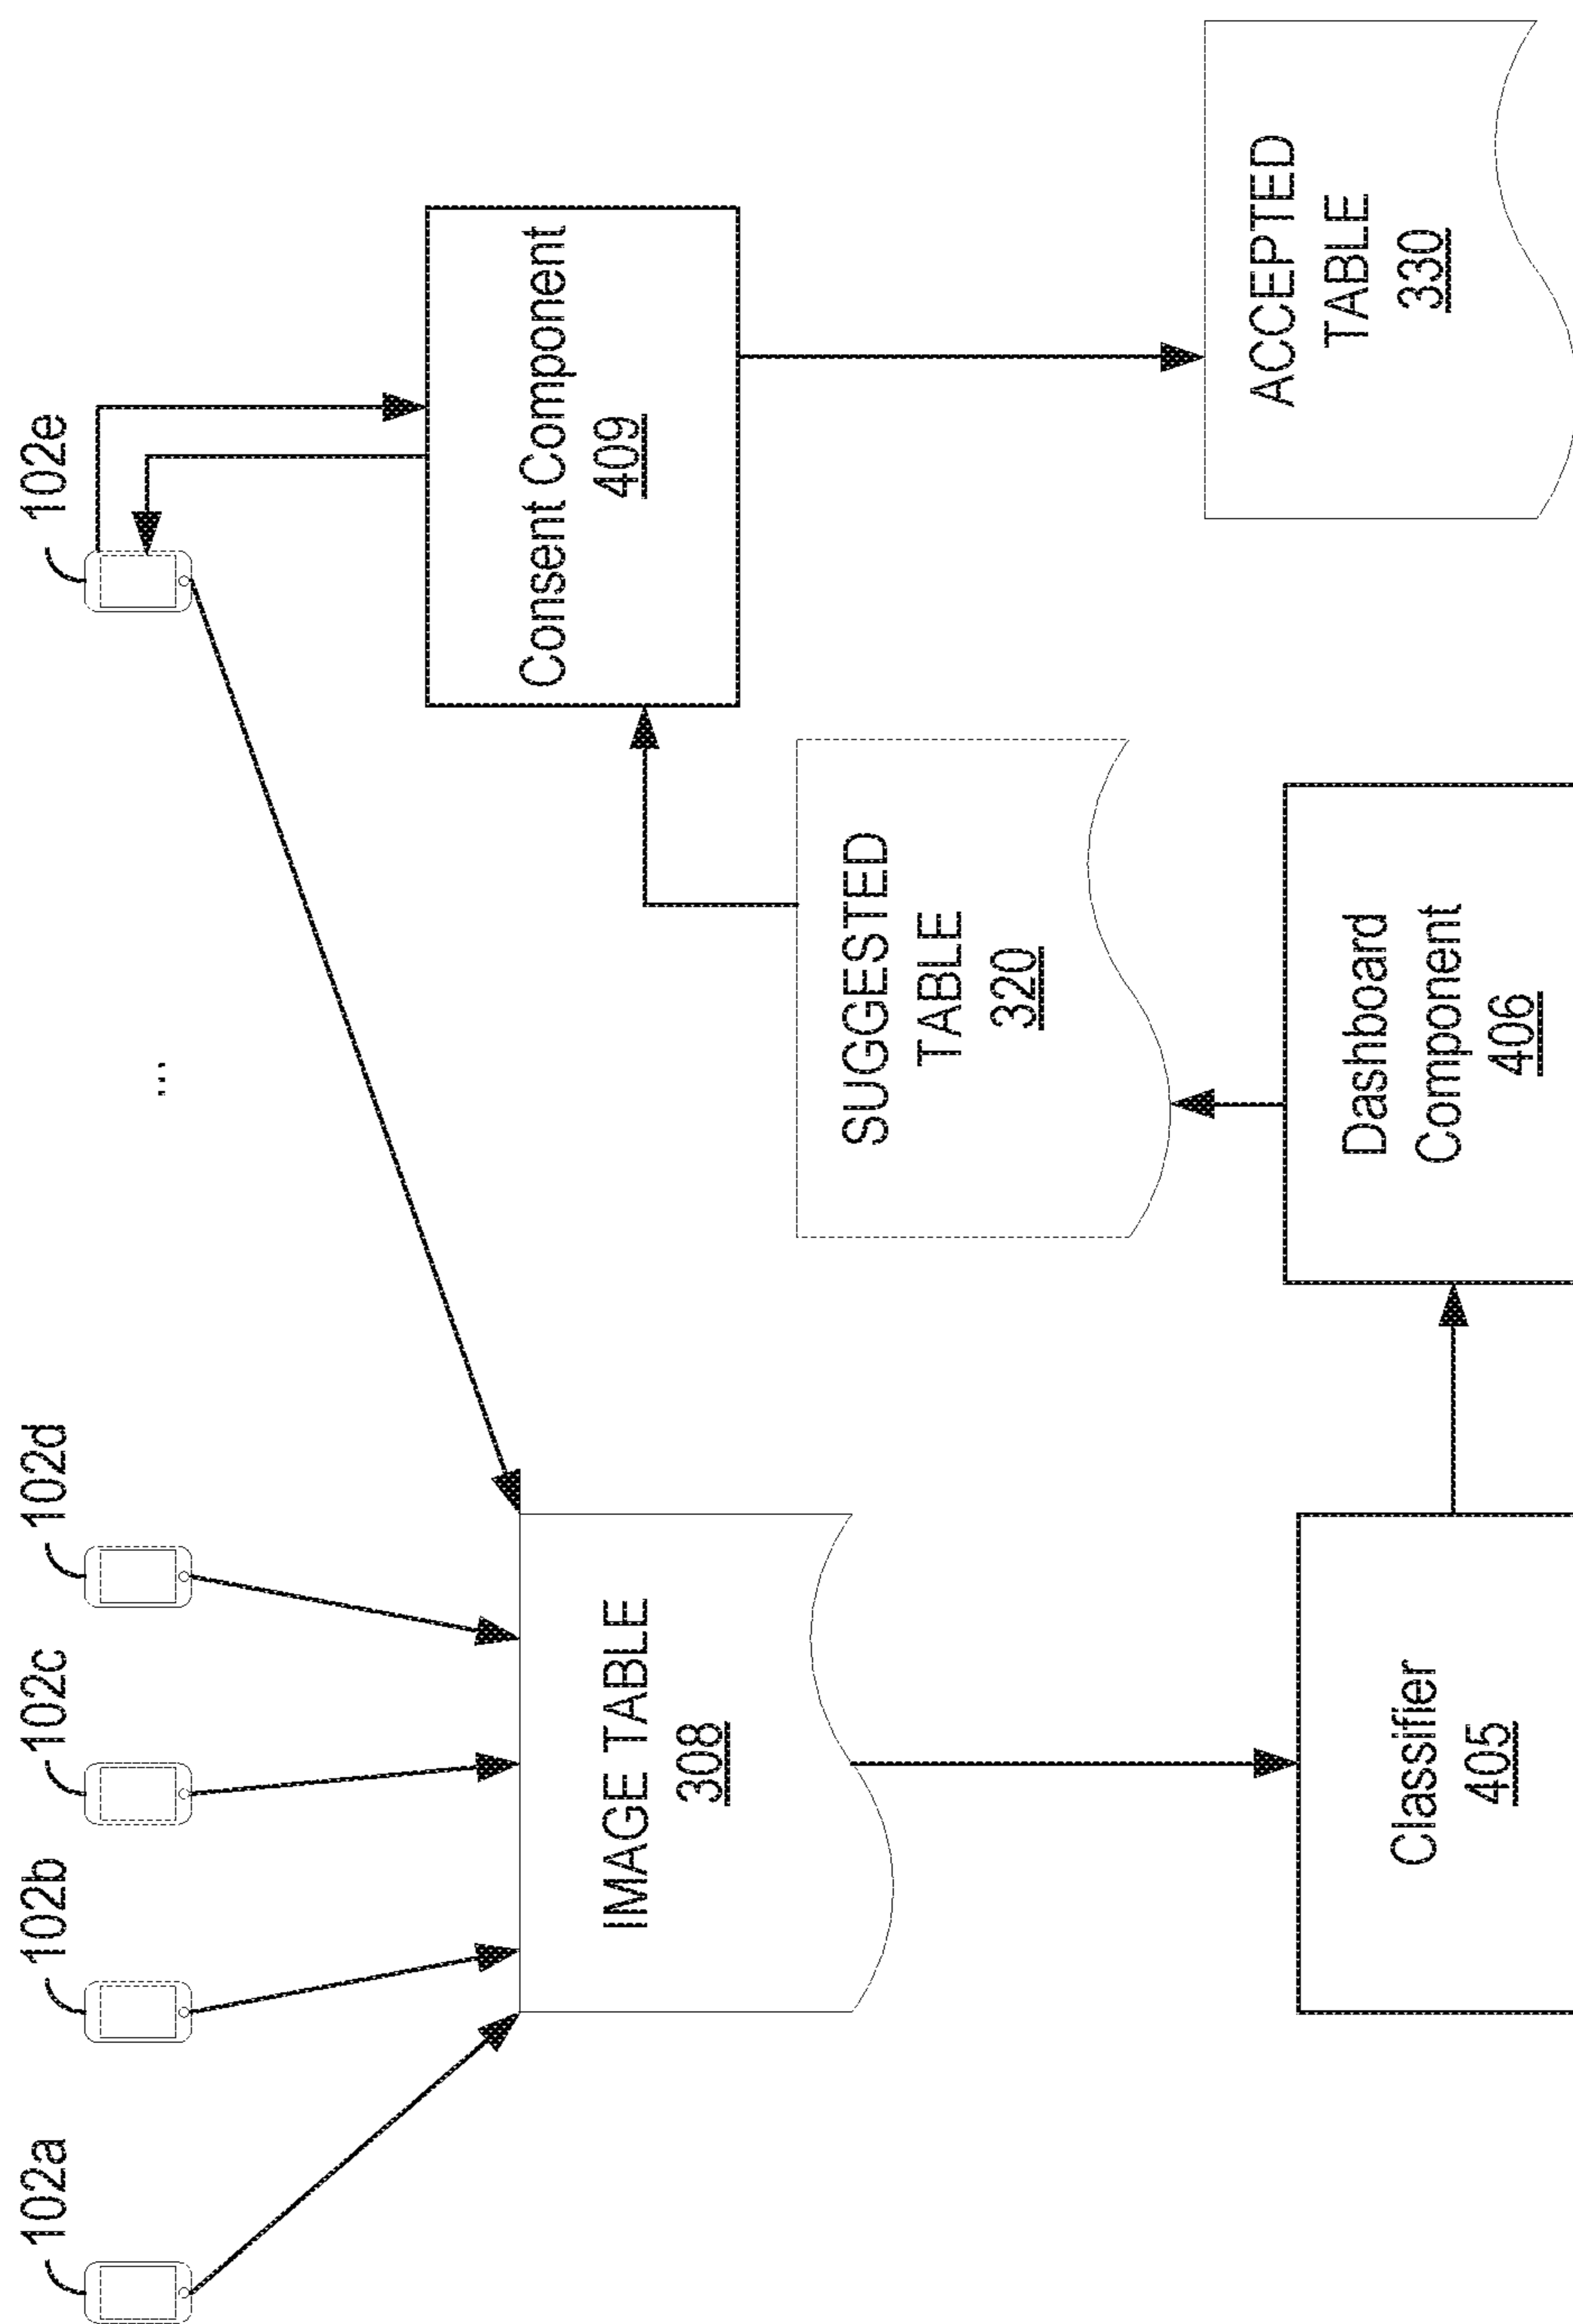 102a
102b
102c
102d
...
102e
IMAGE TABLE
308
Consent Component
409
SUGGESTED
TABLE
320
Classifier
405
Dashboard
Component
406
ACCEPTED
TABLE
330